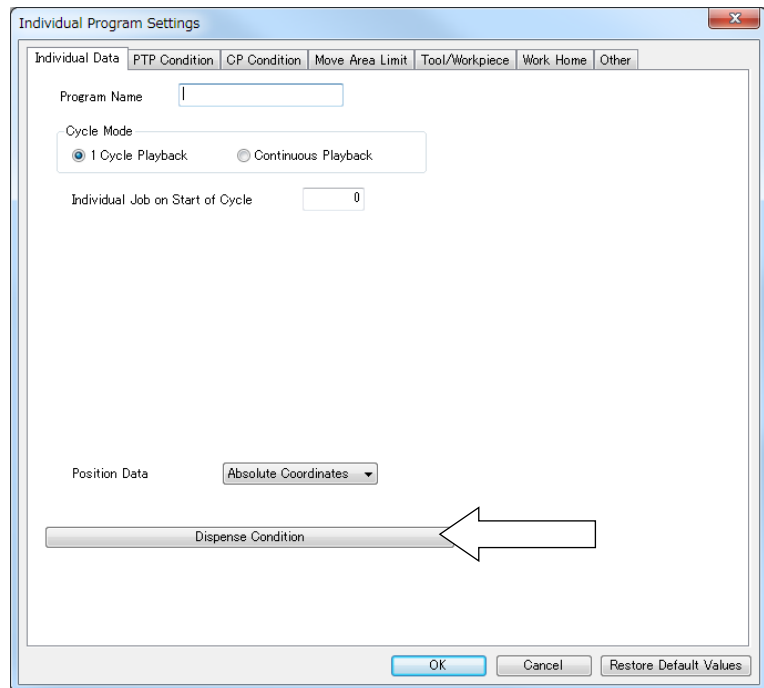 Individual Program Settings
Individual Data PTP Condition CP Condition Move Area Limit Tool/Workpiece Work Home Other
Program Name
Cycle Mode
1 Cycle Playback Continuous Playback
Individual Job on Start of Cycle 0
Position Data Absolute Coordinates
Dispense Condition
OK Cancel Restore Default Values